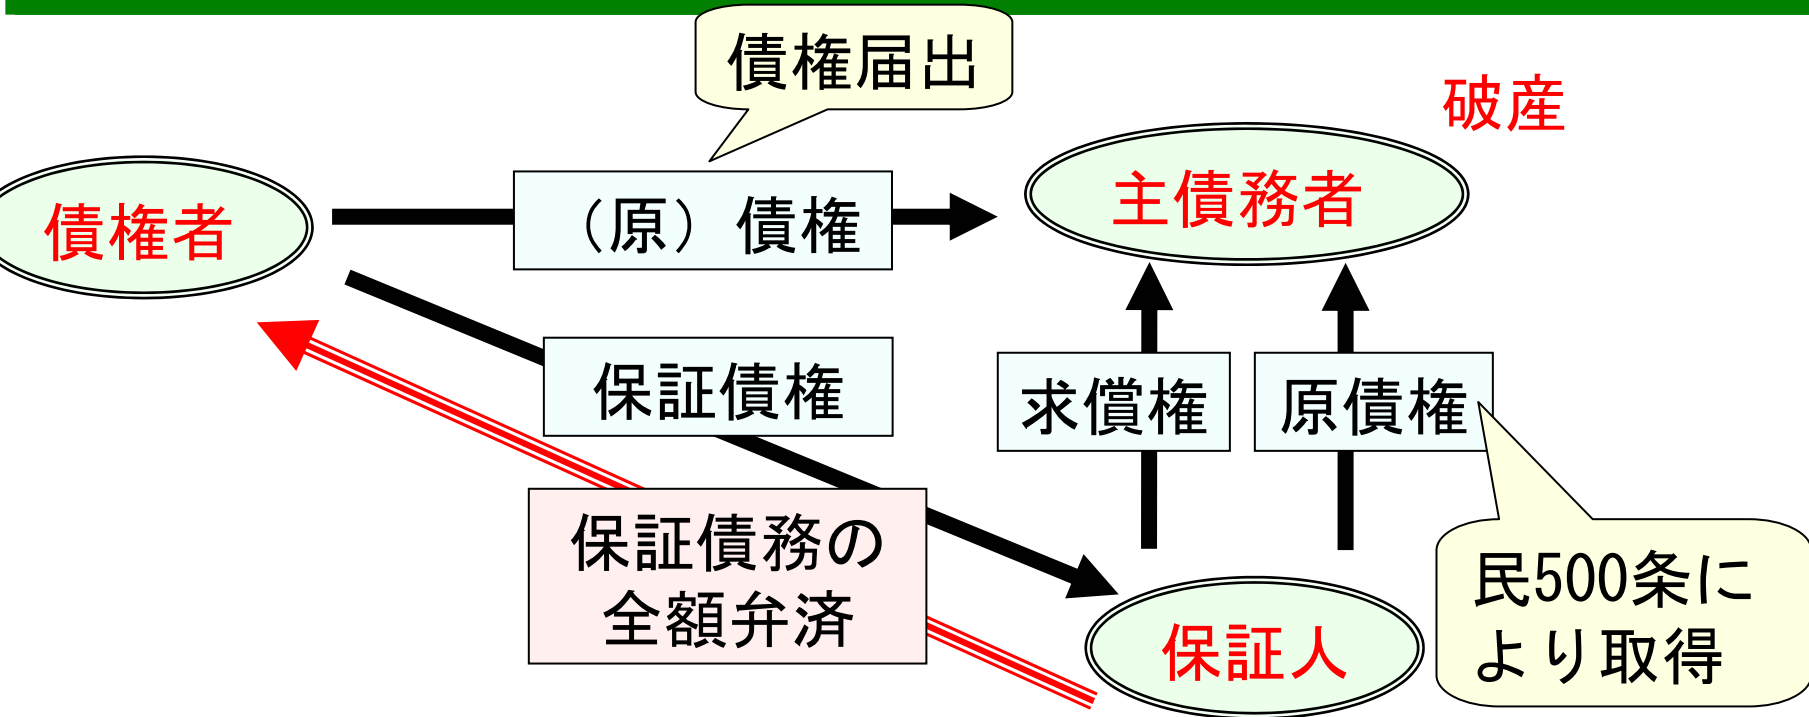 債権届出
破産
債権者
（原）債権
主債務者
保証債権
求償権
原債権
保証債務の
全額弁済
民500条に
より取得
保証人